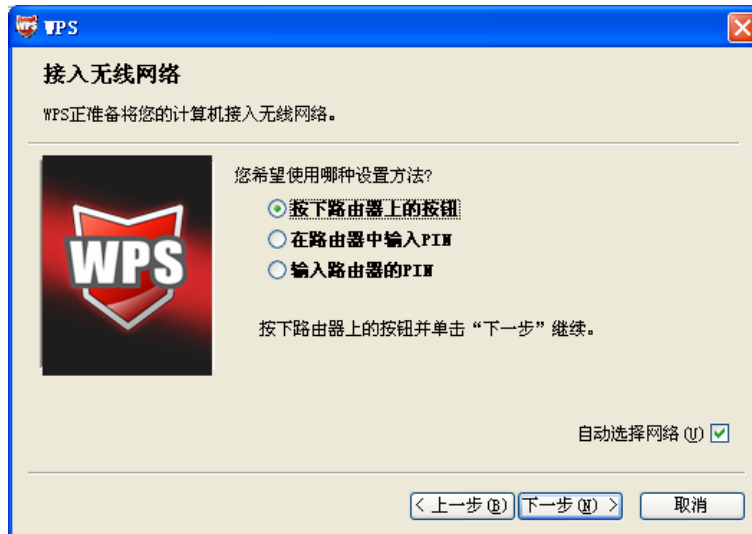 WPS
接入无线网络
WPS正准备将您的计算机接入无线网络。
WPS
您希望使用哪种设置方法?
按下路由器上的按钮
在路由器中输入PIN
输入路由器的PIN
按下路由器上的按钮并单击“下一步”继续。
自动选择网络(U)
< 上一步(B)
下一步(N) >
取消